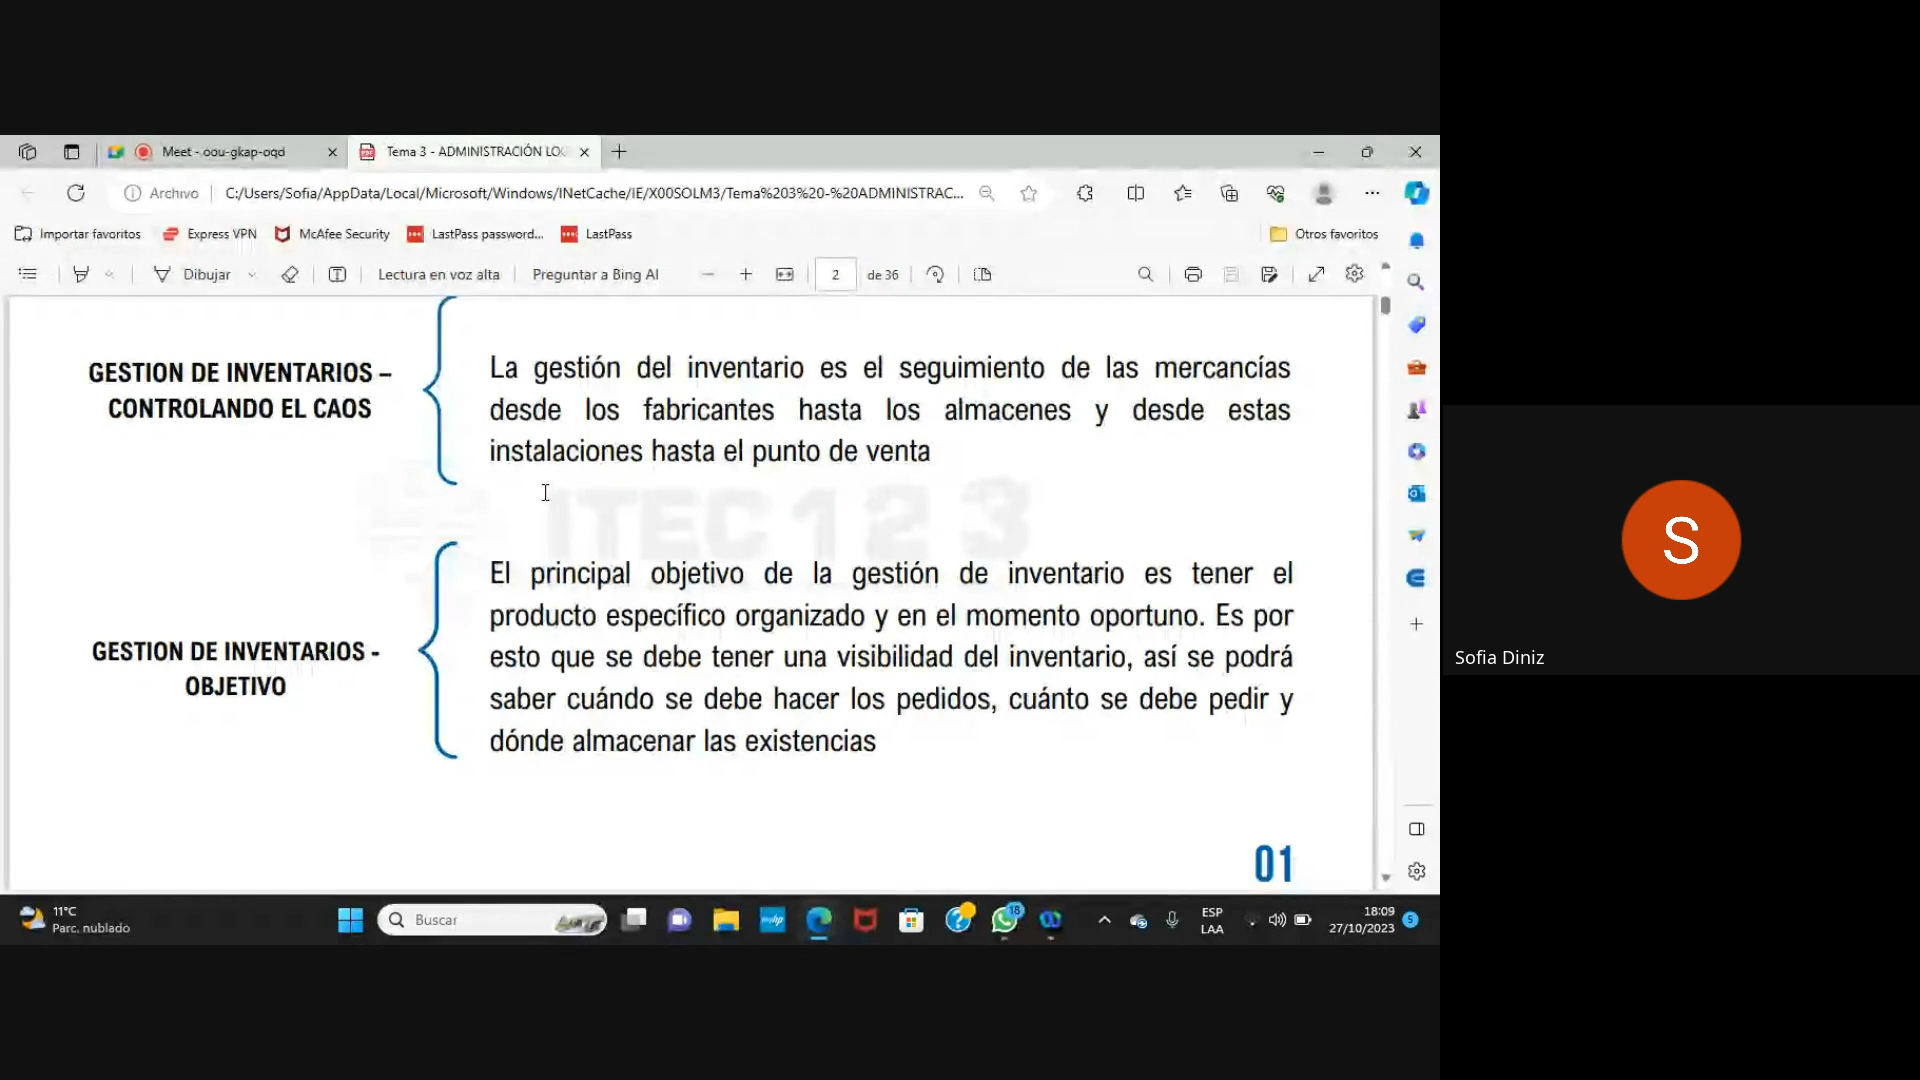 Meet - oou-gkap-oqd
Tema 3 - ADMINISTRACIÓN LO
Archivo
C:/Users/Sofia/AppData/Local/Microsoft/Windows/INetCache/IE/X00SOLM3/Tema%203%20-%20ADMINISTRAC...
Importar favoritos
Express VPN
McAfee Security
LastPass password...
LastPass
Otros favoritos
Dibujar
Lectura en voz alta
Preguntar a Bing AI
2
de 36
GESTION DE INVENTARIOS –
CONTROLANDO EL CAOS
La gestión del inventario es el seguimiento de las mercancías
desde los fabricantes hasta los almacenes y desde estas
instalaciones hasta el punto de venta
ITEC 1 2 3
GESTION DE INVENTARIOS -
OBJETIVO
El principal objetivo de la gestión de inventario es tener el
producto específico organizado y en el momento oportuno. Es por
esto que se debe tener una visibilidad del inventario, así se podrá
saber cuándo se debe hacer los pedidos, cuánto se debe pedir y
dónde almacenar las existencias
01
S
Sofia Diniz
11°C
Parc. nublado
Buscar
myhp
18
ESP
LAA
18:09
27/10/2023
5